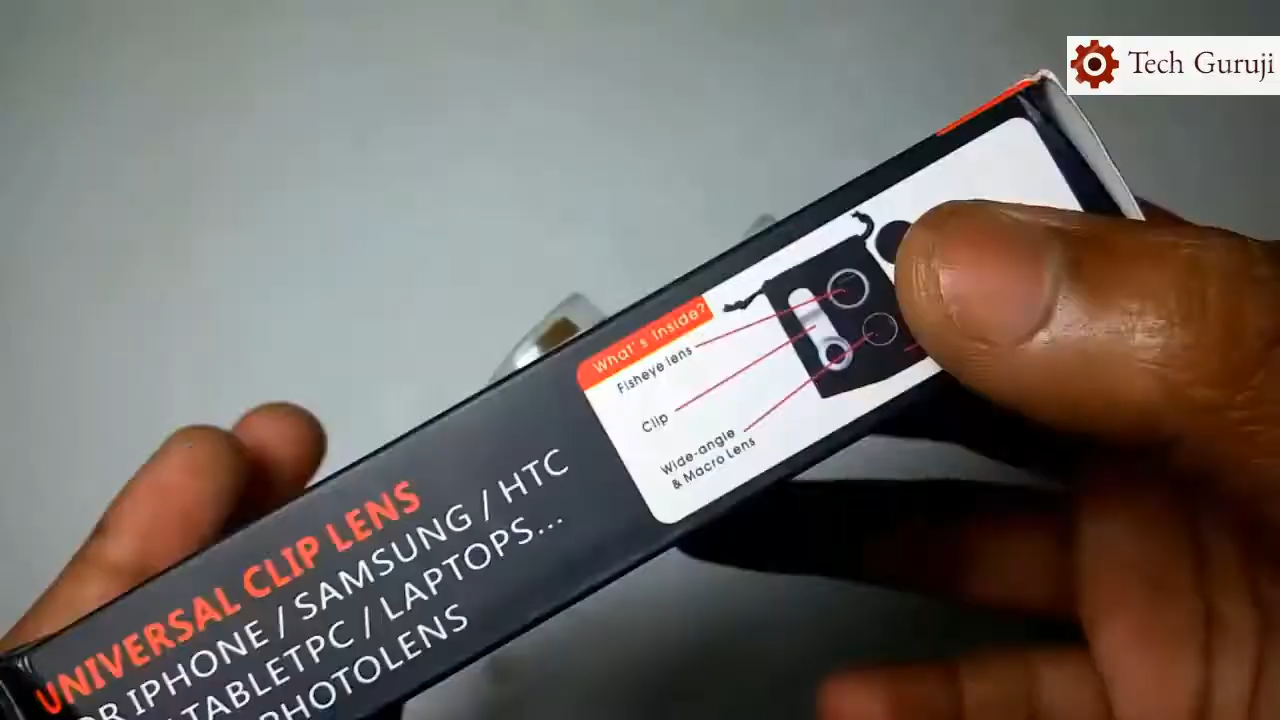 Tech Guruji
What's inside?
Fisheye lens
Clip
Wide-angle
& Macro Lens
UNIVERSAL CLIP LENS
IPHONE / SAMSUNG / HTC
TABLETPC / LAPTOPS...
PHOTOLENS